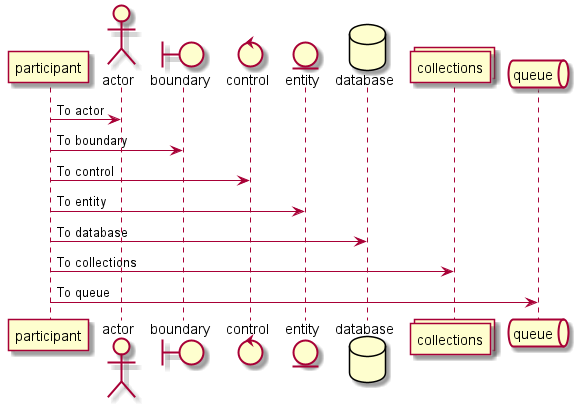 participant
actor
boundary
control
entity
database
collections
queue
To actor
To boundary
To control
To entity
To database
To collections
To queue
participant
actor
boundary
control
entity
database
collections
queue